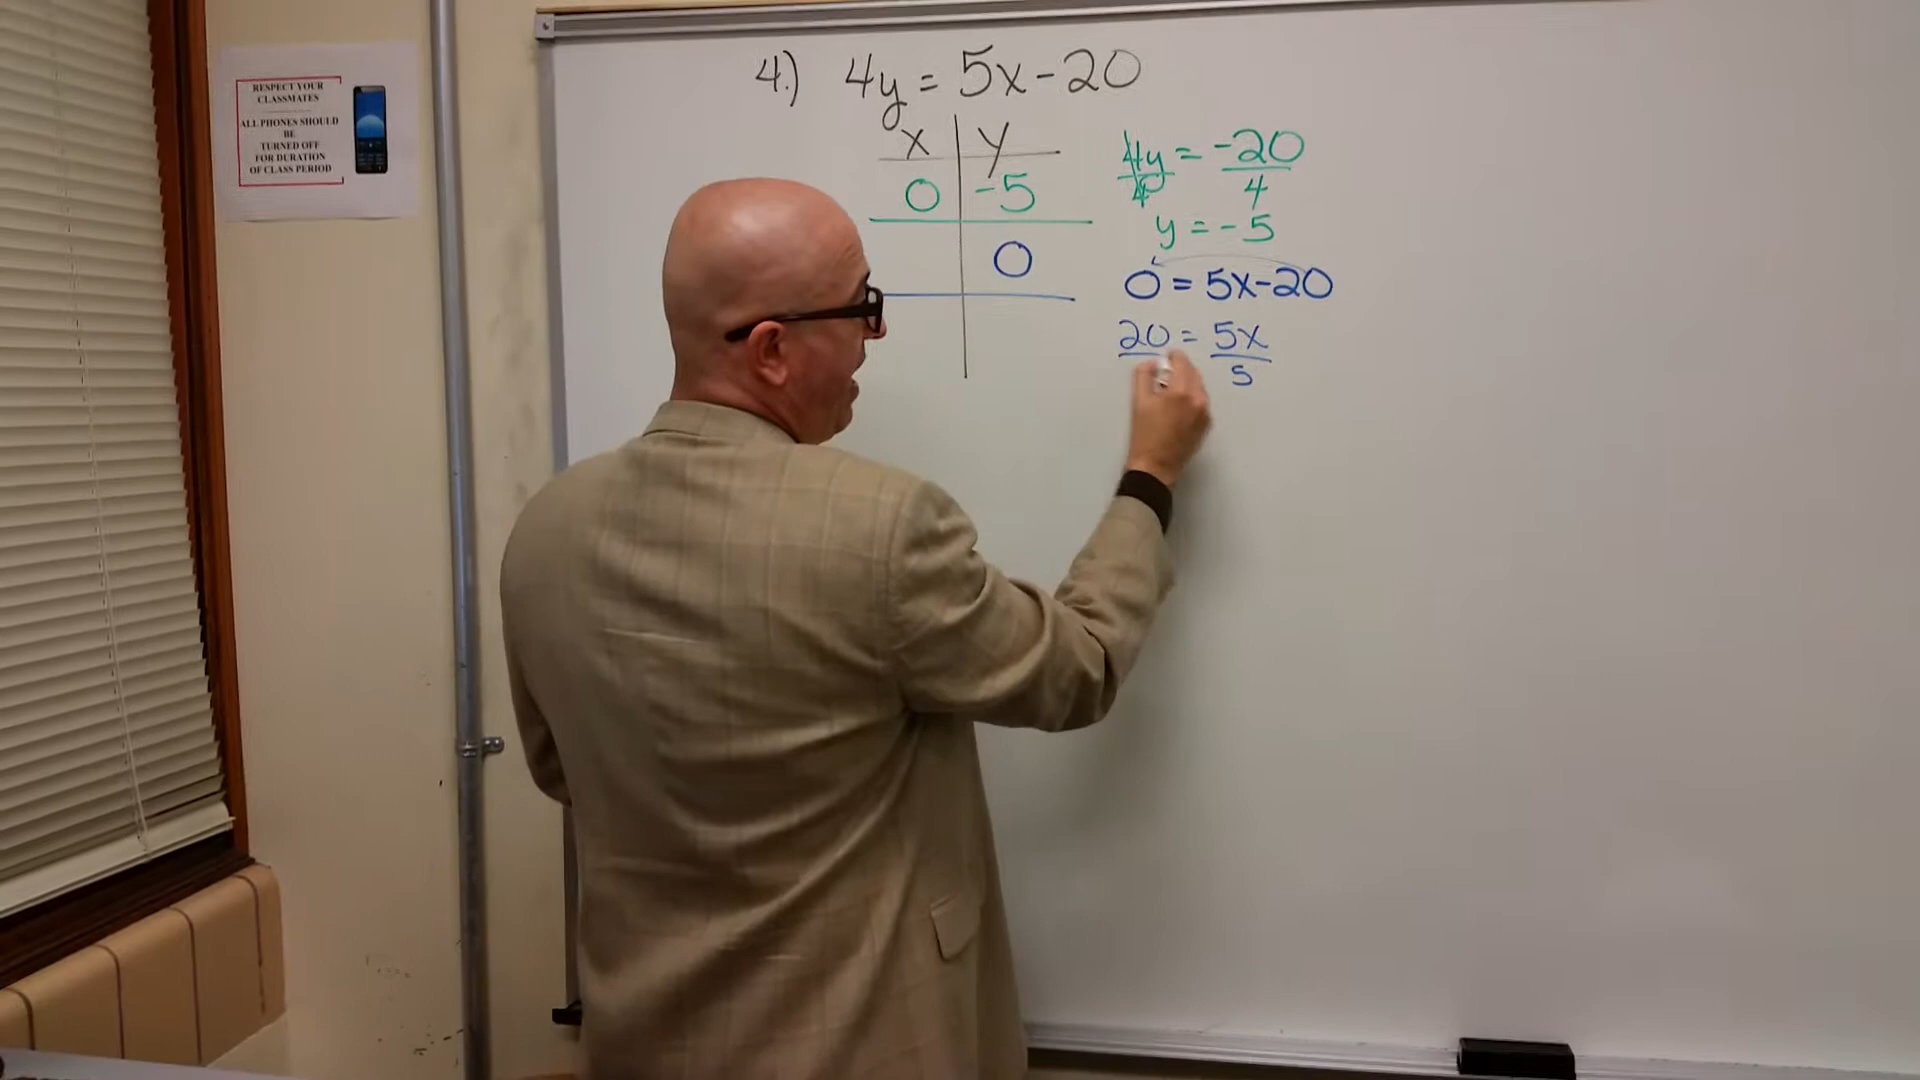 RESPECT YOUR
CLASSMATES
ALL PHONES SHOULD
BE
TURNED OFF
FOR DURATION
OF CLASS PERIOD
4.) 4y = 5x - 20
x y
0 -5
0
4y = -20
4 4
y = -5
0 = 5x - 20
20 = 5x
5